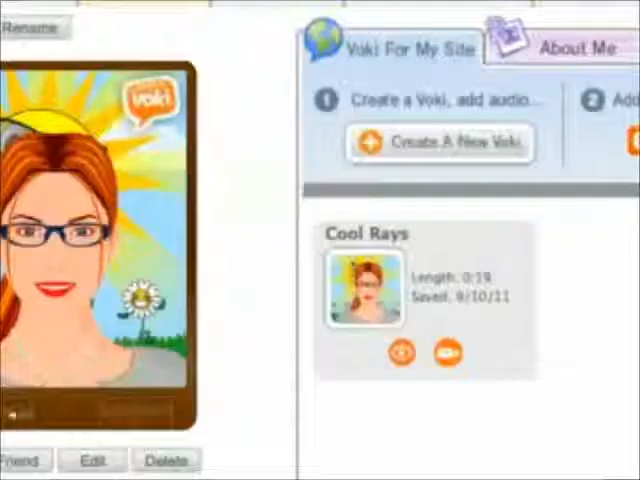 Rename
voki
Voki For My Site
About Me
1 Create a Voki, add audio...
2 Add
Create A New Voki
Cool Rays
Length: 0:19
Saved: 9/10/11
Friend
Edit
Delete